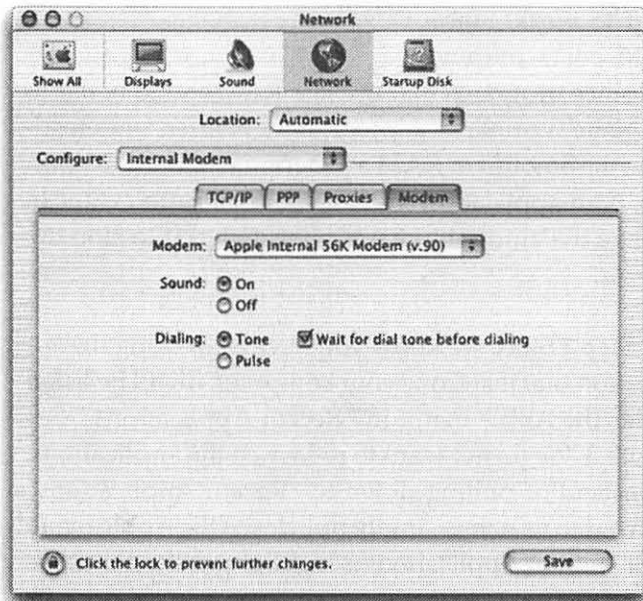 Network
Show All Displays Sound Network Startup Disk
Location: Automatic
Configure: Internal Modem
TCP/IP PPP Proxies Modem
Modem: Apple Internal 56K Modem (v.90)
Sound: On
Off
Dialing: Tone Wait for dial tone before dialing
Pulse
Click the lock to prevent further changes. Save